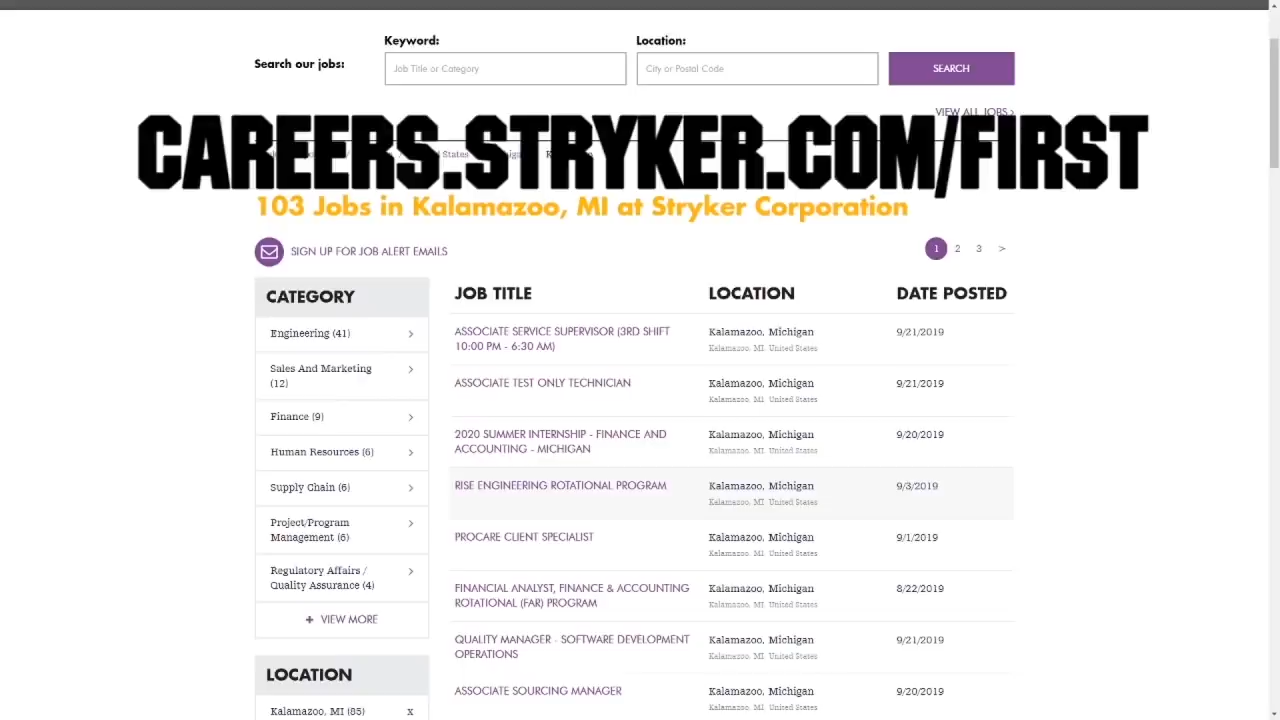 Keyword:
Location:
Search our jobs:
Job Title or Category
City or Postal Code
SEARCH
VIEW ALL JOBS >
CAREERS.STRYKER.COM/FIRST
103 Jobs in Kalamazoo, MI at Stryker Corporation
SIGN UP FOR JOB ALERT EMAILS
1 2 3 >
CATEGORY
Engineering (41)
Sales And Marketing
(12)
Finance (9)
Human Resources (6)
Supply Chain (6)
Project/Program
Management (6)
Regulatory Affairs /
Quality Assurance (4)
+ VIEW MORE
LOCATION
Kalamazoo, MI (85) x
JOB TITLE LOCATION DATE POSTED
ASSOCIATE SERVICE SUPERVISOR (3RD SHIFT
10:00 PM - 6:30 AM)
Kalamazoo, Michigan
Kalamazoo, MI, United States
9/21/2019
ASSOCIATE TEST ONLY TECHNICIAN
Kalamazoo, Michigan
Kalamazoo, MI, United States
9/21/2019
2020 SUMMER INTERNSHIP - FINANCE AND
ACCOUNTING - MICHIGAN
Kalamazoo, Michigan
Kalamazoo, MI, United States
9/20/2019
RISE ENGINEERING ROTATIONAL PROGRAM
Kalamazoo, Michigan
Kalamazoo, MI, United States
9/3/2019
PROCARE CLIENT SPECIALIST
Kalamazoo, Michigan
Kalamazoo, MI, United States
9/1/2019
FINANCIAL ANALYST, FINANCE & ACCOUNTING
ROTATIONAL (FAR) PROGRAM
Kalamazoo, Michigan
Kalamazoo, MI, United States
8/22/2019
QUALITY MANAGER - SOFTWARE DEVELOPMENT
OPERATIONS
Kalamazoo, Michigan
Kalamazoo, MI, United States
9/21/2019
ASSOCIATE SOURCING MANAGER
Kalamazoo, Michigan
Kalamazoo, MI, United States
9/20/2019